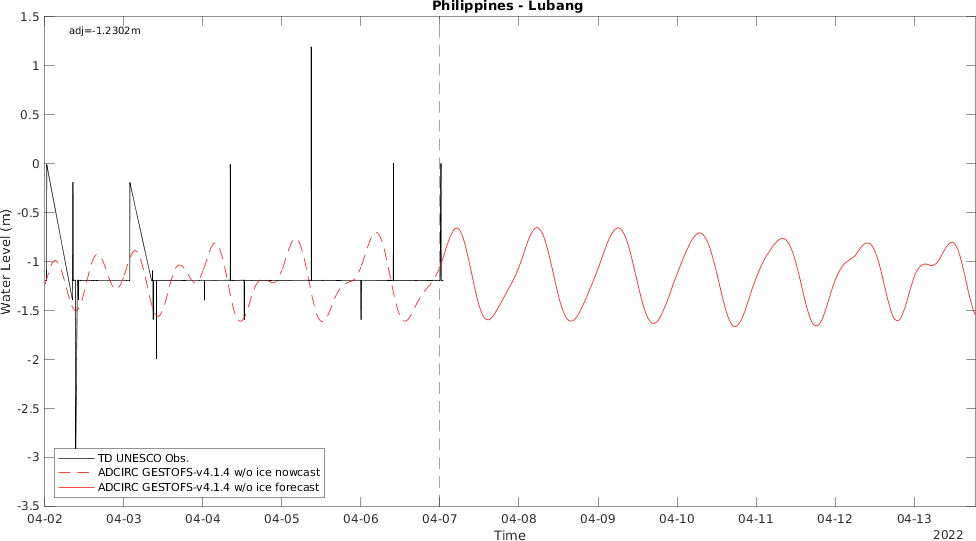 Philippines - Lubang
adj=-1.2302m
1.5
1
0.5
0
-0.5
-1
-1.5
-2
-2.5
-3
-3.5
Water Level (m)
TD UNESCO Obs.
ADCIRC GESTOFS-v4.1.4 w/o ice nowcast
ADCIRC GESTOFS-v4.1.4 w/o ice forecast
04-02 04-03 04-04 04-05 04-06 04-07 04-08 04-09 04-10 04-11 04-12 04-13
Time
2022